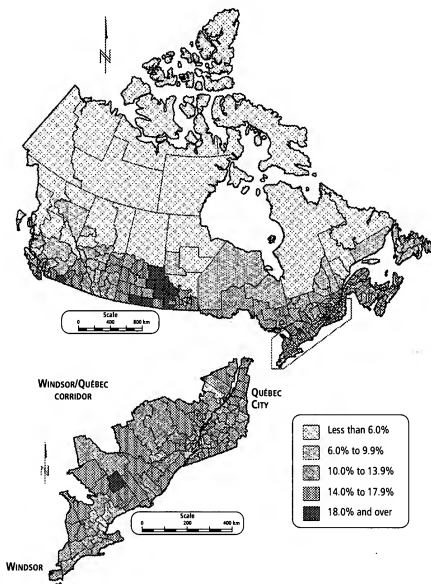 N
Scale
0 400 800 km
WINDSOR/QUÉBEC
CORRIDOR
QUÉBEC
CITY
N
Less than 6.0%
6.0% to 9.9%
10.0% to 13.9%
14.0% to 17.9%
18.0% and over
Scale
0 200 400 km
WINDSOR